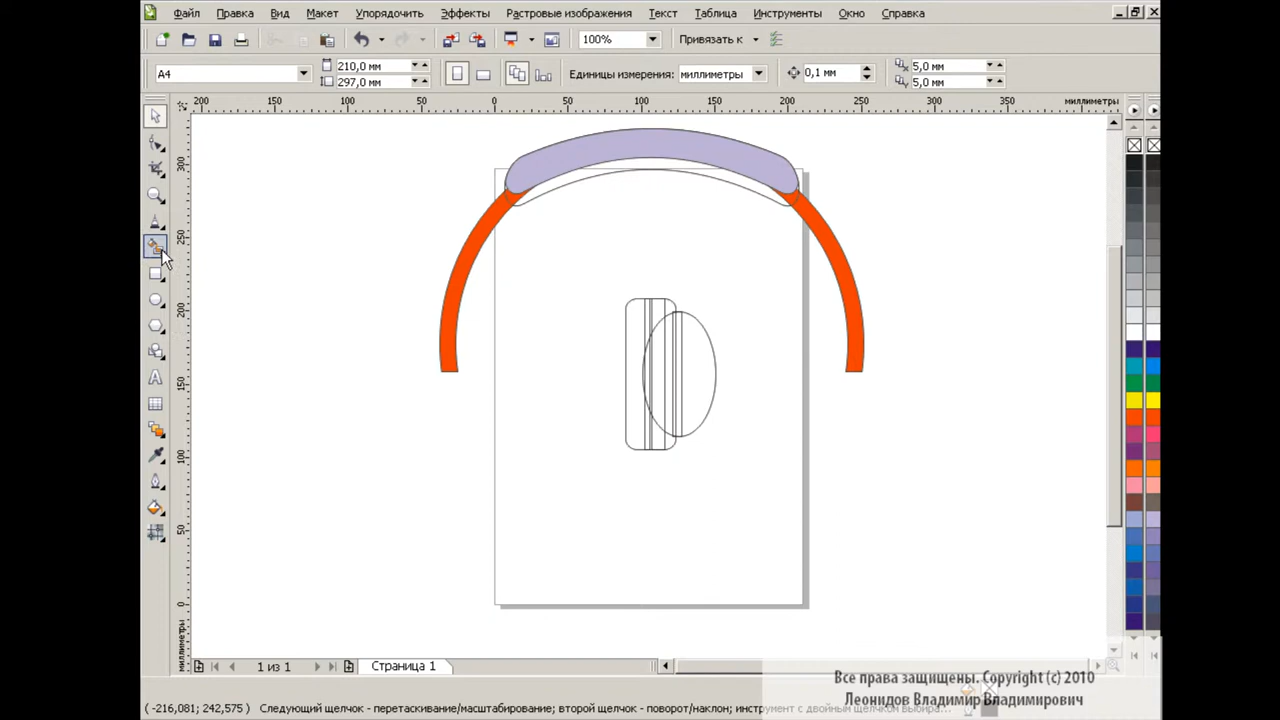 Файл Правка Вид Макет Упорядочить Эффекты Растровые изображения Текст Таблица Инструменты Окно Справка
100% Привязать к
A4 210,0 мм 297,0 мм Единицы измерения: миллиметры 0,1 мм 5,0 мм 5,0 мм
200 150 100 50 0 50 100 150 200 250 300 350 миллиметры
300
250
200
150
100
50
0
миллиметры
1 из 1 Страница 1
Все права защищены. Copyright (c) 2010
Леонидов Владимир Владимирович
( -216,081; 242,575 ) Следующий щелчок - перетаскивание/масштабирование; второй щелчок - поворот/наклон; инструмент с двойным щелчком выбира...